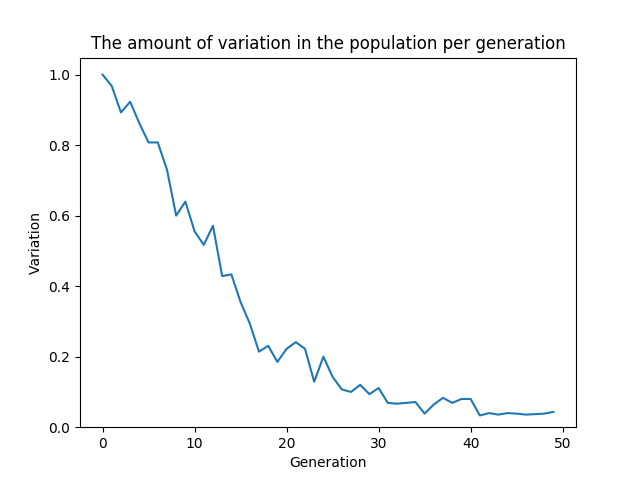 The amount of variation in the population per generation
1.0
0.8
0.6
0.4
0.2
0.0
Variation
0 10 20 30 40 50
Generation